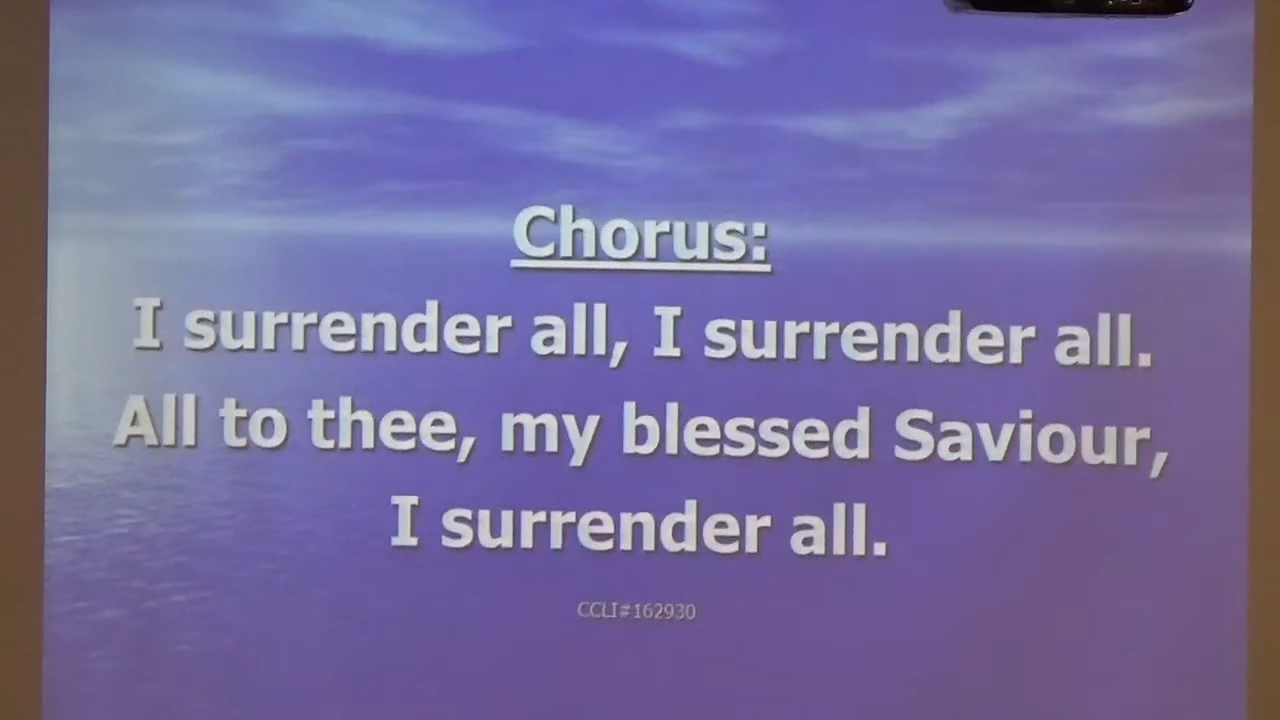 Chorus:
I surrender all, I surrender all.
All to thee, my blessed Saviour,
I surrender all.
CCLI#162930